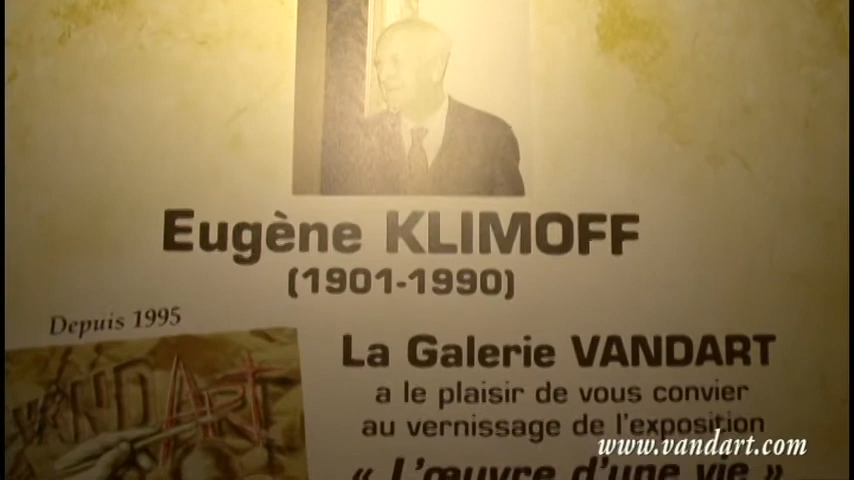 Eugène KLIMOFF
(1901-1990)
Depuis 1995
VANDART
La Galerie VANDART
a le plaisir de vous convier
au vernissage de l'exposition
www.vandart.com
« L'œuvre d'une vie »